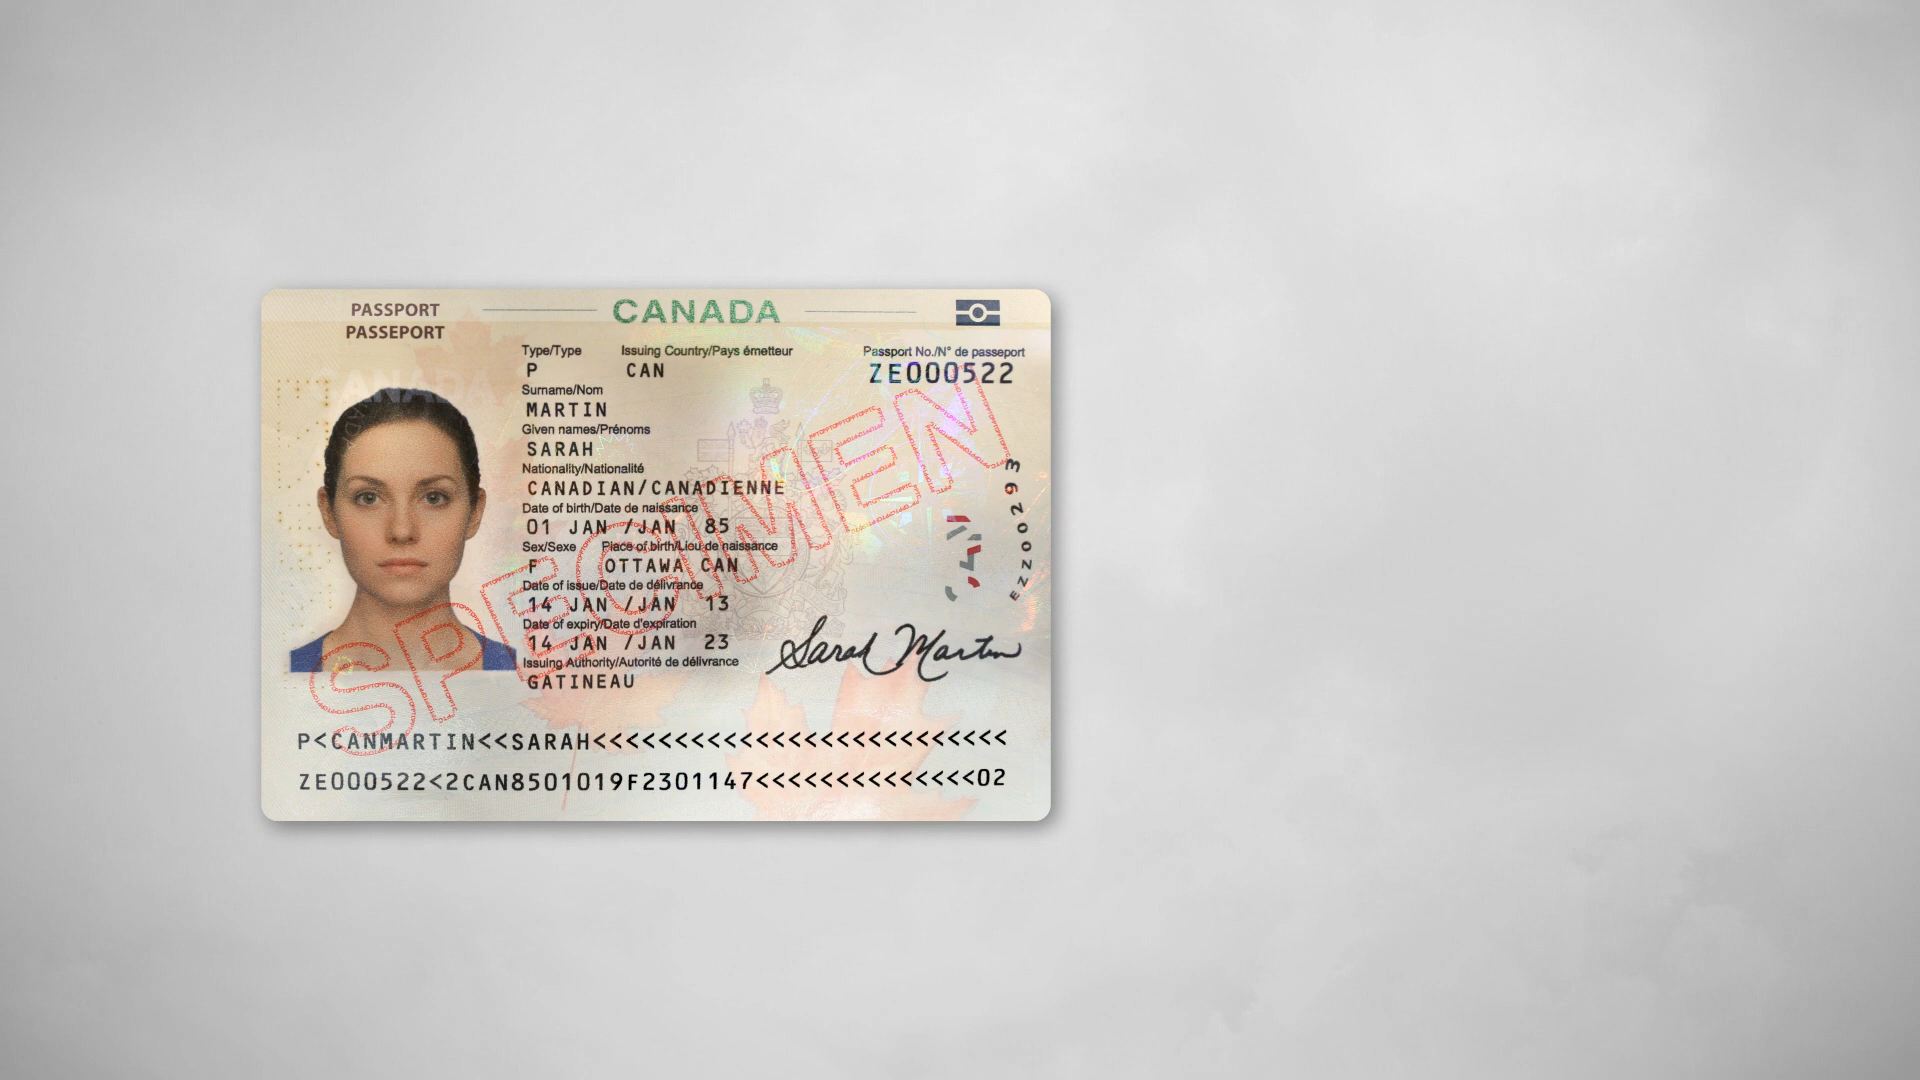 PASSPORT
PASSEPORT
CANADA
Type/Type Issuing Country/Pays émetteur Passport No./N° de passeport
P CAN ZE000522
Surname/Nom
MARTIN
Given names/Prénoms
SARAH
Nationality/Nationalité
CANADIAN/CANADIENNE
Date of birth/Date de naissance
01 JAN /JAN 85
Sex/Sexe Place of birth/Lieu de naissance
F OTTAWA CAN
Date of issue/Date de délivrance
14 JAN /JAN 13
Date of expiry/Date d'expiration
14 JAN /JAN 23
Issuing Authority/Autorité de délivrance
GATINEAU
Sarah Martin
SPECIMEN
CANADA
EZZ00293
P<CANMARTIN<<SARAH<<<<<<<<<<<<<<<<<<<<<<<<<<
ZE000522<2CAN8501019F2301147<<<<<<<<<<<<<<02